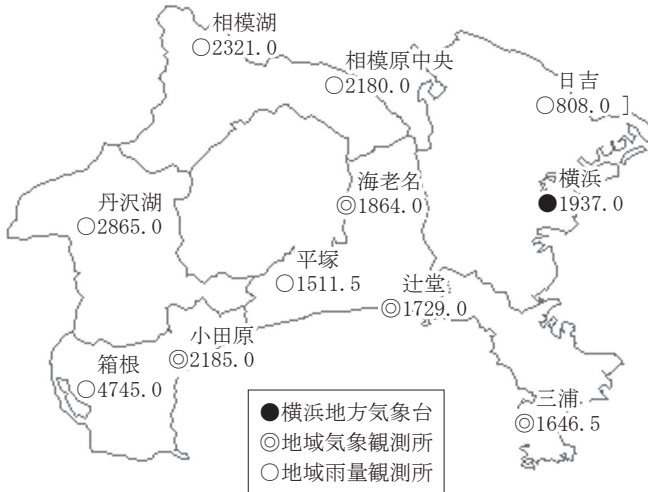 相模湖
○2321.0
相模原中央
○2180.0
日吉
○808.0 ]
海老名
◎1864.0
横浜
●1937.0
丹沢湖
○2865.0
平塚
○1511.5
辻堂
◎1729.0
小田原
◎2185.0
箱根
○4745.0
三浦
◎1646.5
●横浜地方気象台
◎地域気象観測所
○地域雨量観測所